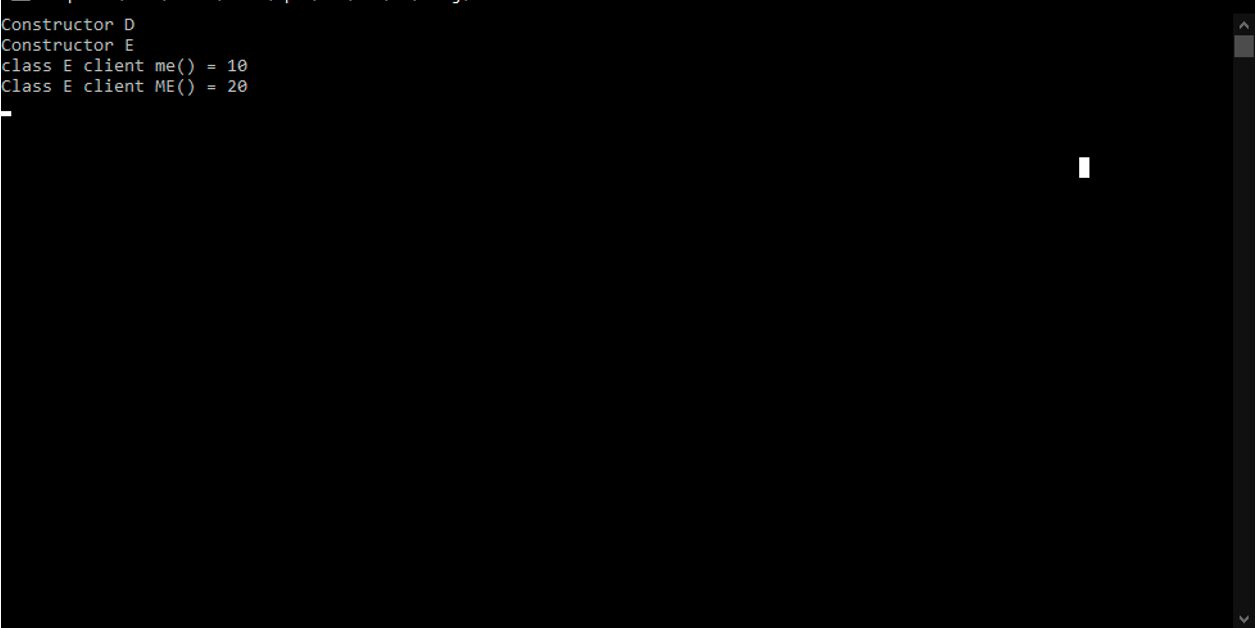 Constructor D
Constructor E
class E client me() = 10
Class E client ME() = 20